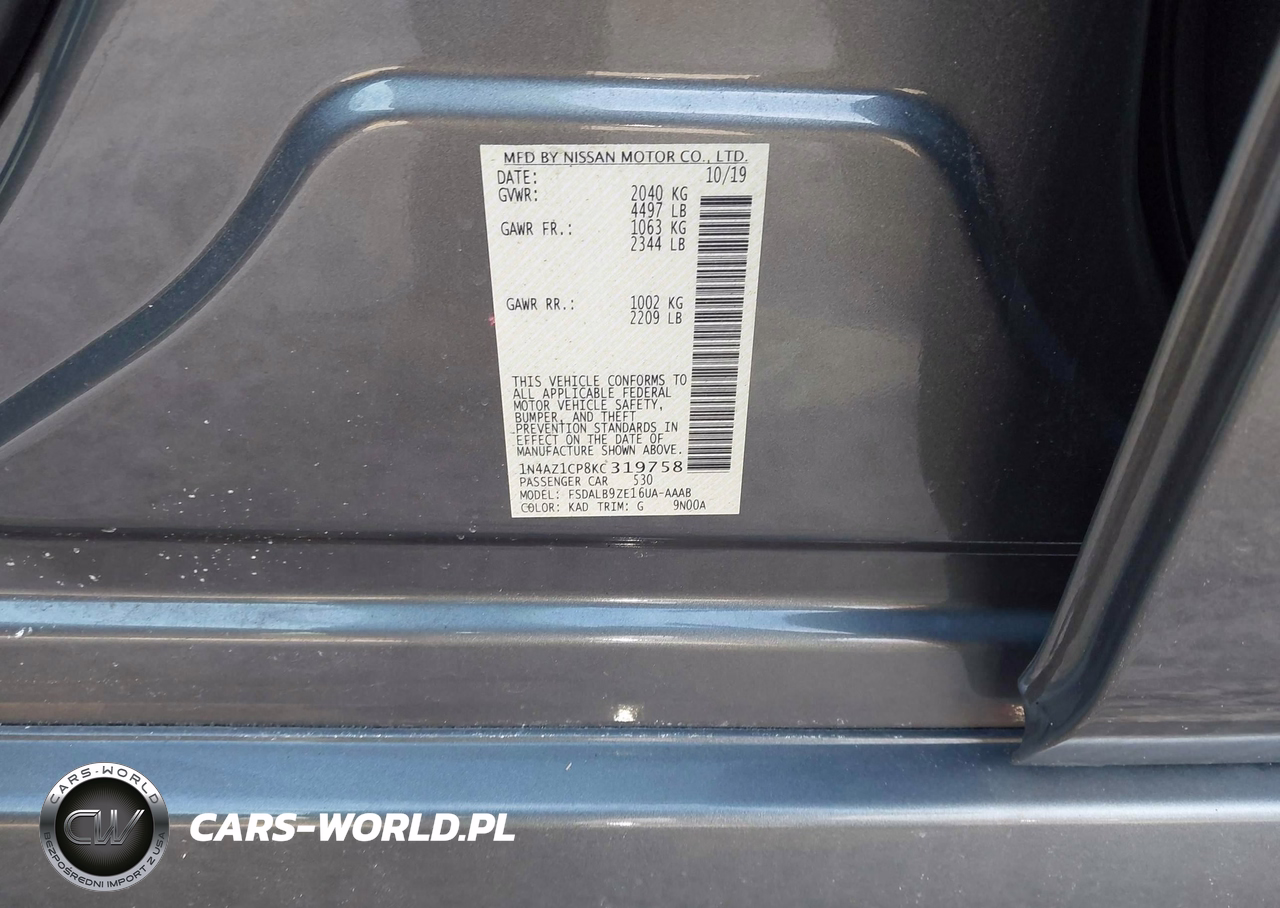 MFD BY NISSAN MOTOR CO., LTD.
DATE: 10/19
GVWR: 2040 KG
4497 LB
GAWR FR.: 1063 KG
2344 LB
GAWR RR.: 1002 KG
2209 LB
THIS VEHICLE CONFORMS TO
ALL APPLICABLE FEDERAL
MOTOR VEHICLE SAFETY,
BUMPER, AND THEFT
PREVENTION STANDARDS IN
EFFECT ON THE DATE OF
MANUFACTURE SHOWN ABOVE.
1N4AZ1CP8KC319758
PASSENGER CAR 530
MODEL: FSDALB9ZE16UA-AAAB
COLOR: KAD TRIM: G 9N00A
CARS-WORLD
CW
BEZPOŚREDNI IMPORT Z USA
CARS-WORLD.PL